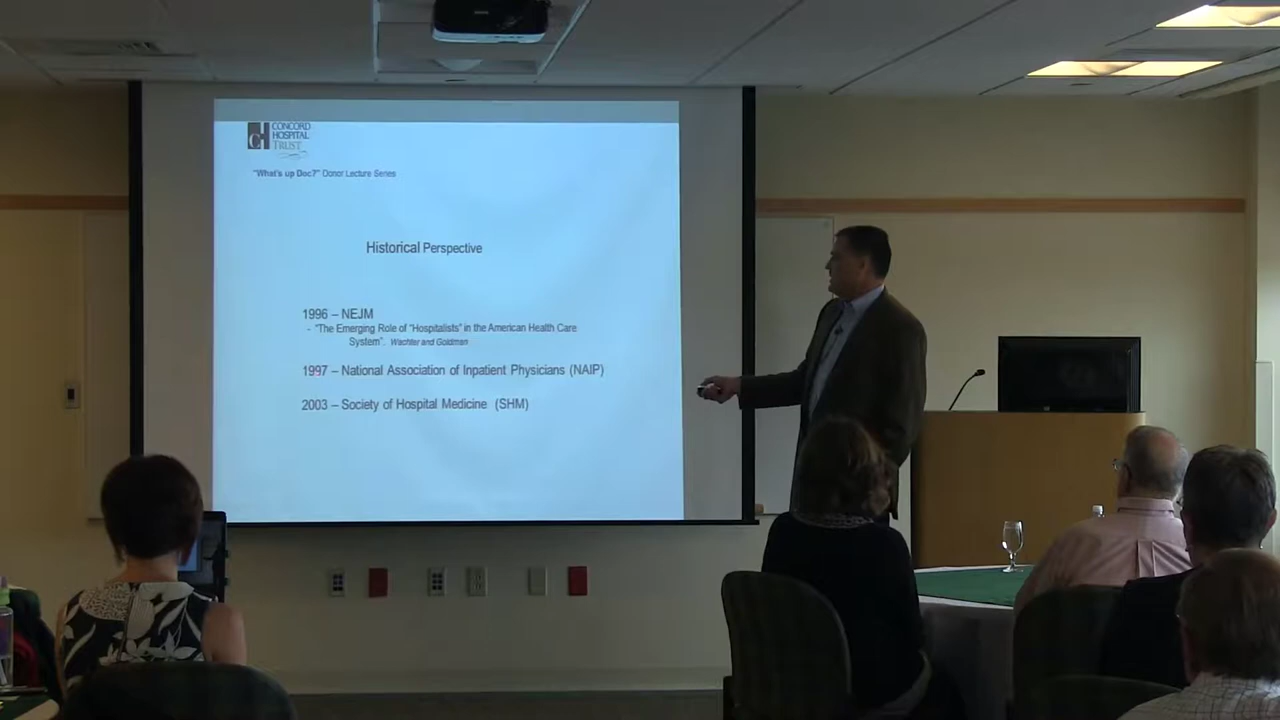 CONCORD
HOSPITAL
TRUST
"What's up Doc?" Donor Lecture Series
Historical Perspective
1996 – NEJM
- "The Emerging Role of "Hospitalists" in the American Health Care
System". Wachter and Goldman
1997 – National Association of Inpatient Physicians (NAIP)
2003 – Society of Hospital Medicine (SHM)